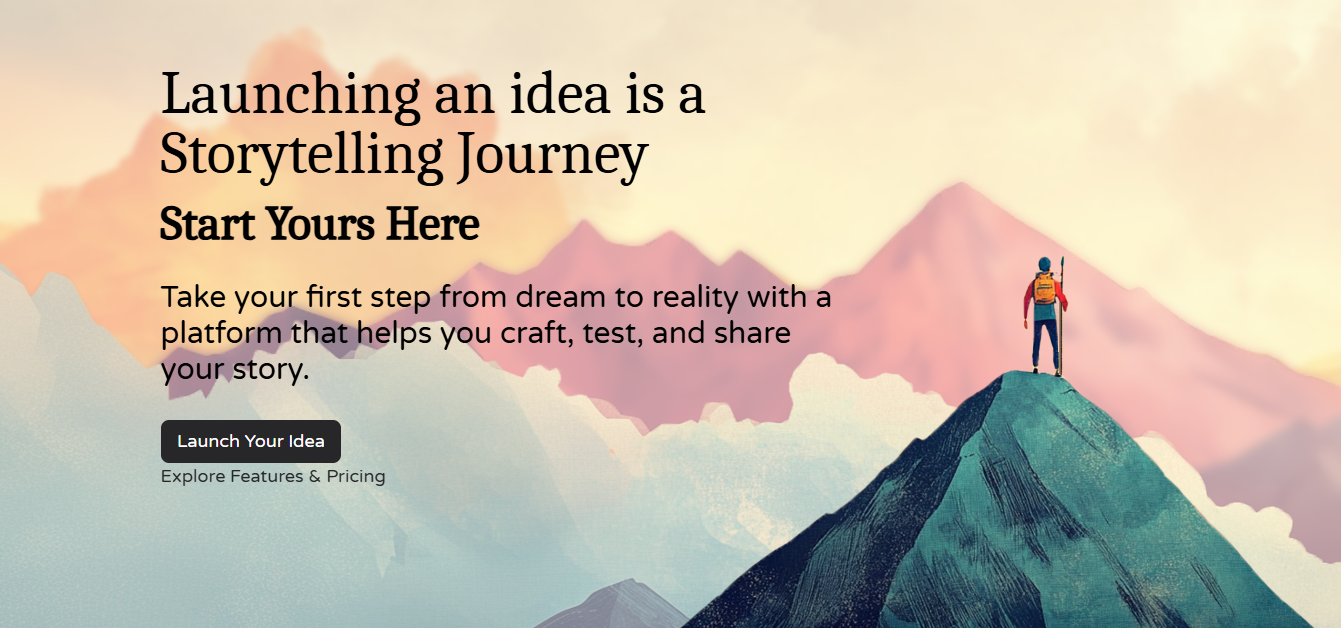 Launching an idea is a
Storytelling Journey
Start Yours Here
Take your first step from dream to reality with a
platform that helps you craft, test, and share
your story.
Launch Your Idea
Explore Features & Pricing